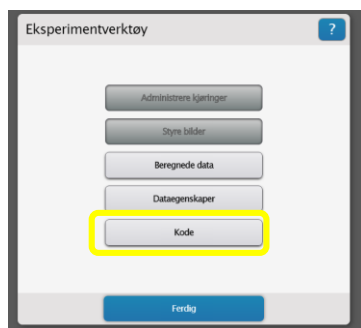 Eksperimentverktøy
?
Administrere kjøringer
Styre bilder
Beregnede data
Dataegenskaper
Kode
Ferdig